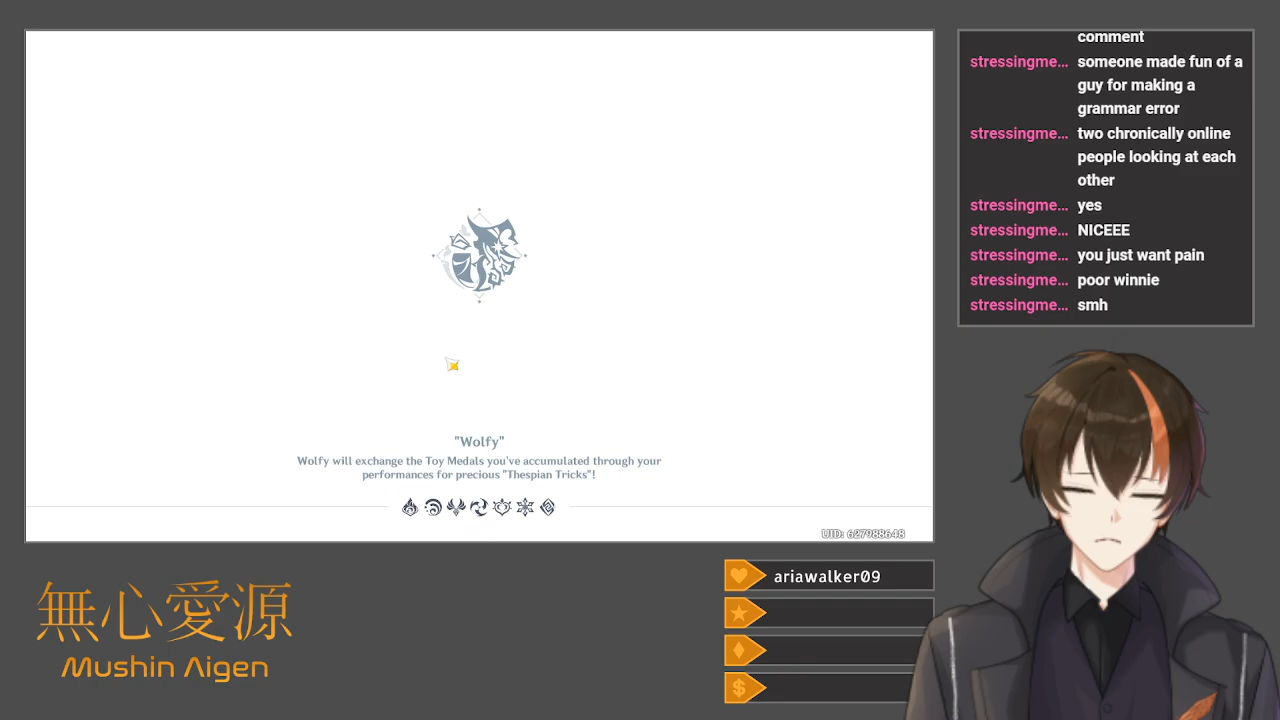 comment
stressingme... someone made fun of a
guy for making a
grammar error
stressingme... two chronically online
people looking at each
other
stressingme... yes
stressingme... NICEEE
stressingme... you just want pain
stressingme... poor winnie
stressingme... smh
"Wolfy"
Wolfy will exchange the Toy Medals you've accumulated through your
performances for precious "Thespian Tricks"!
UID: 627988648
ariawalker09
無心愛源
Mushin Aigen